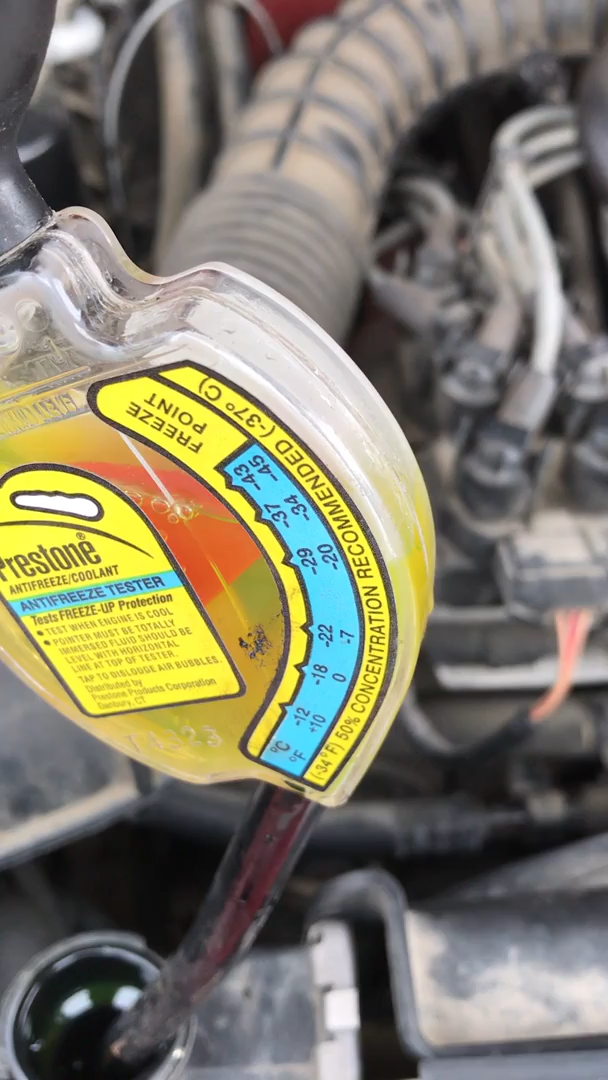 FREEZE
POINT
(-34°F) 50% CONCENTRATION RECOMMENDED (-37°C)
-43 -45
-37 -34
-29 -20
-22 -7
-18 0
-12 +10
°C °F
Prestone®
ANTIFREEZE/COOLANT
ANTIFREEZE TESTER
Tests FREEZE-UP Protection
• TEST WHEN ENGINE IS COOL
• POINTER MUST BE TOTALLY
IMMERSED FLUID SHOULD BE
LEVEL WITH HORIZONTAL
LINE AT TOP OF TESTER
TAP TO DISLODGE AIR BUBBLES.
Distributed by
Prestone Products Corporation
Danbury, CT